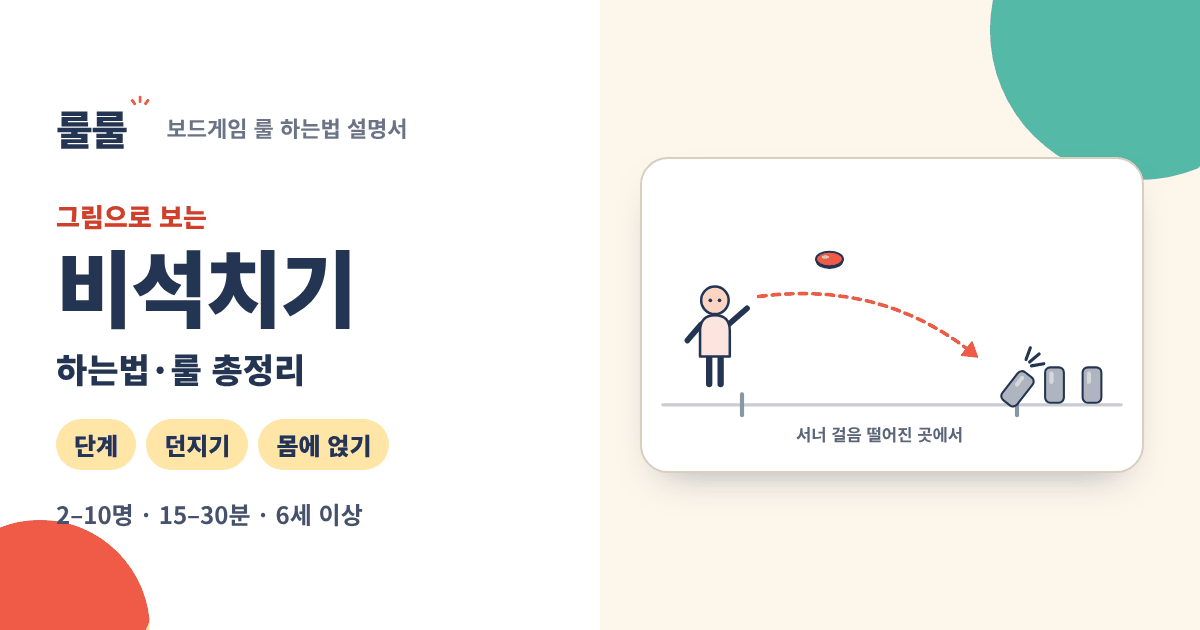 룰룰 보드게임 룰 하는법 설명서
그림으로 보는
비석치기
하는법·룰 총정리
단계 던지기 몸에 얹기
2–10명 · 15–30분 · 6세 이상
서너 걸음 떨어진 곳에서